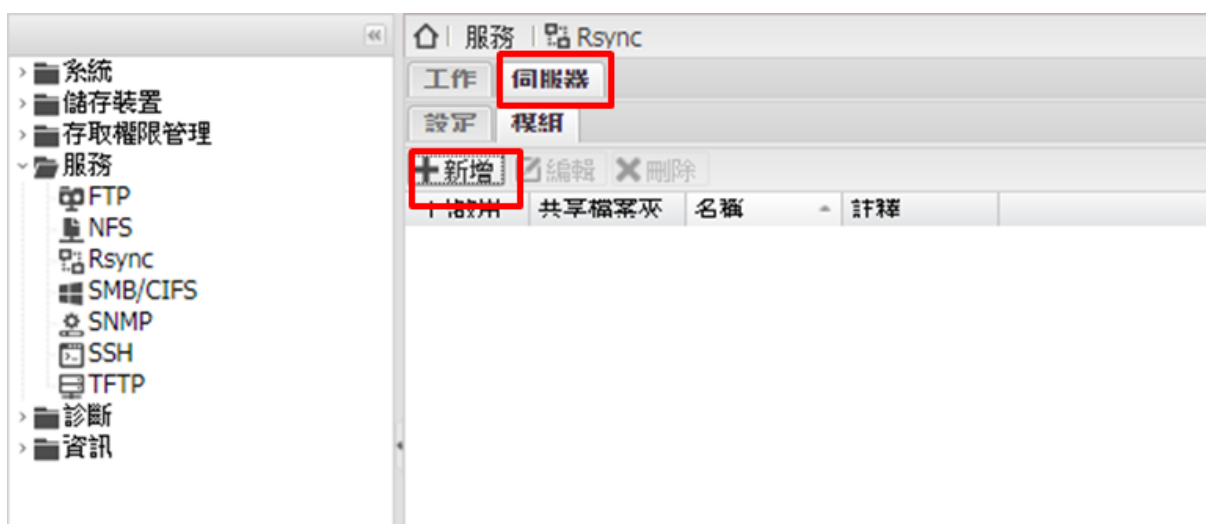 系統
儲存裝置
存取權限管理
服務
FTP
NFS
Rsync
SMB/CIFS
SNMP
SSH
TFTP
診斷
資訊
服務 Rsync
工作 伺服器
設定 模組
新增 編輯 刪除
共享檔案夾 名稱 註釋